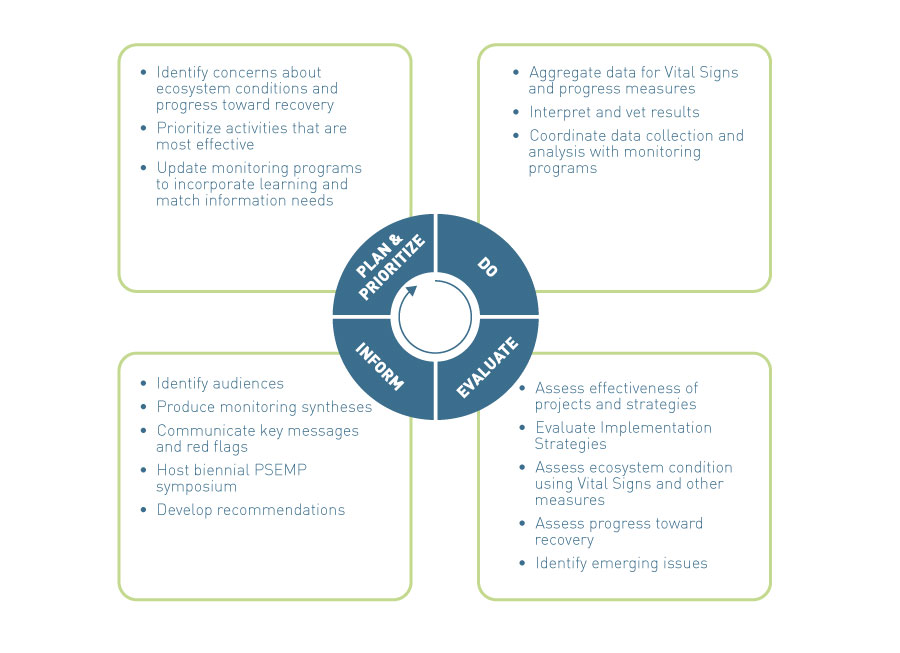 • Identify concerns about
ecosystem conditions and
progress toward recovery
• Prioritize activities that are
most effective
• Update monitoring programs
to incorporate learning and
match information needs
• Aggregate data for Vital Signs
and progress measures
• Interpret and vet results
• Coordinate data collection and
analysis with monitoring
programs
PLAN &
PRIORITIZE
DO
INFORM
EVALUATE
• Identify audiences
• Produce monitoring syntheses
• Communicate key messages
and red flags
• Host biennial PSEMP
symposium
• Develop recommendations
• Assess effectiveness of
projects and strategies
• Evaluate Implementation
Strategies
• Assess ecosystem condition
using Vital Signs and other
measures
• Assess progress toward
recovery
• Identify emerging issues